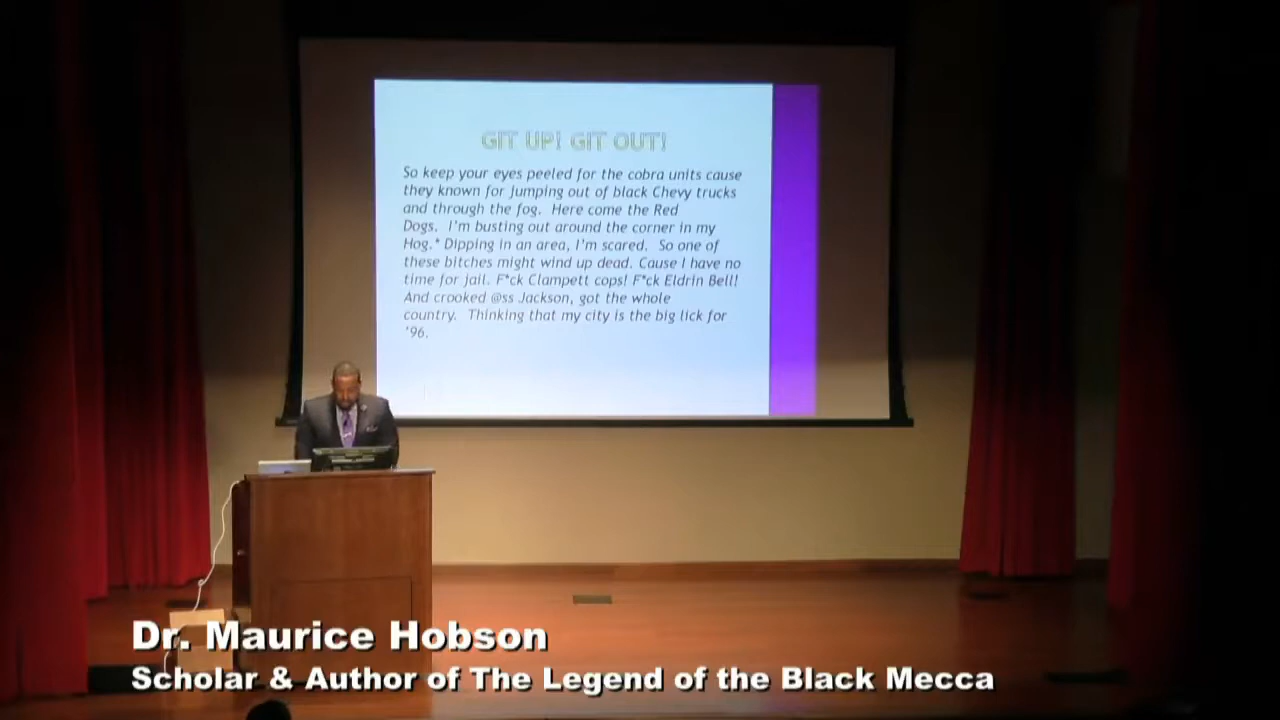 GIT UP! GIT OUT!
So keep your eyes peeled for the cobra units cause
they known for jumping out of black Chevy trucks
and through the fog.  Here come the Red
Dogs.  I'm busting out around the corner in my
Hog.* Dipping in an area, I'm scared.  So one of
these bitches might wind up dead. Cause I have no
time for jail. F*ck Clampett cops! F*ck Eldrin Bell!
And crooked @ss Jackson, got the whole
country.  Thinking that my city is the big lick for
'96.
Dr. Maurice Hobson
Scholar & Author of The Legend of the Black Mecca